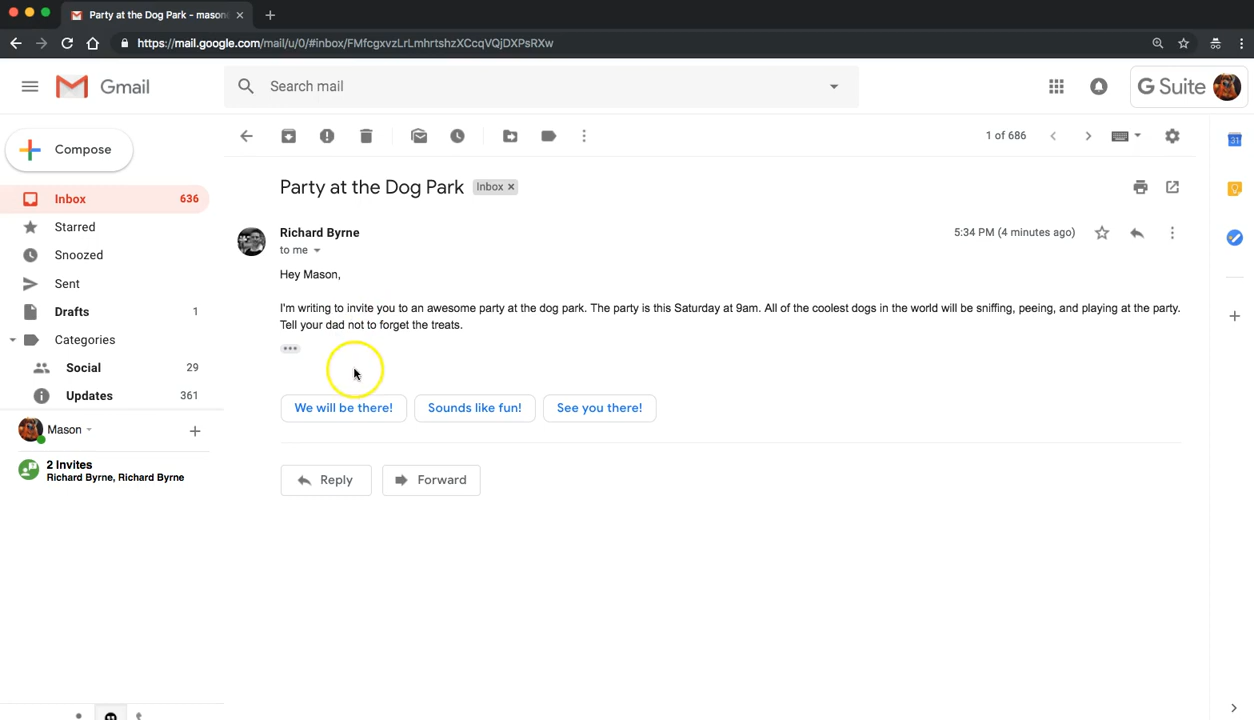 Party at the Dog Park - mason
https://mail.google.com/mail/u/0/#inbox/FMfcgxvzLrLmhrtshzXCcqVQjDXPsRXw
Gmail
Search mail
G Suite
Compose
1 of 686
31
Inbox 636
Party at the Dog Park Inbox x
Starred
Richard Byrne
5:34 PM (4 minutes ago)
to me
Snoozed
Hey Mason,
Sent
I'm writing to invite you to an awesome party at the dog park. The party is this Saturday at 9am. All of the coolest dogs in the world will be sniffing, peeing, and playing at the party.
Tell your dad not to forget the treats.
Drafts 1
Categories
Social 29
Updates 361
We will be there! Sounds like fun! See you there!
Mason
2 Invites
Richard Byrne, Richard Byrne
Reply Forward